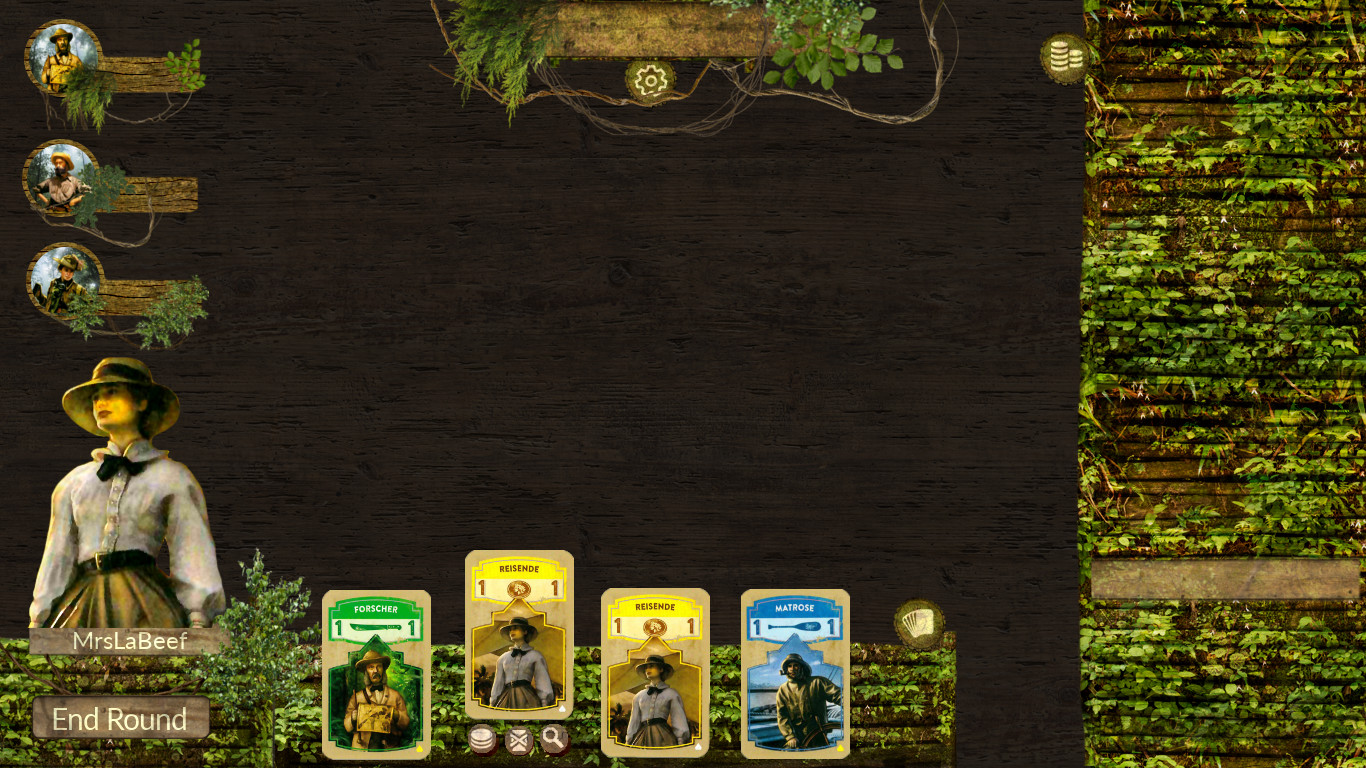 MrsLaBeef
End Round
FORSCHER
1 1
REISENDE
1 1
REISENDE
1 1
MATROSE
1 1